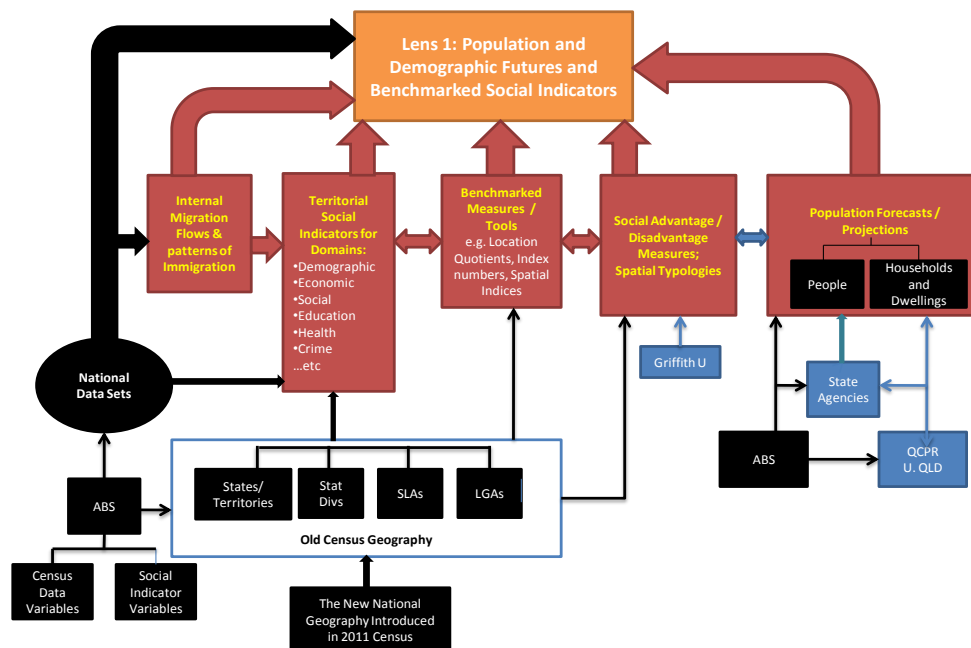 Lens 1: Population and
Demographic Futures and
Benchmarked Social Indicators
Internal
Migration
Flows &
patterns of
Immigration
Territorial
Social
Indicators for
Domains:
•Demographic
•Economic
•Social
•Education
•Health
•Crime
...etc
Benchmarked
Measures /
Tools
e.g. Location
Quotients, Index
numbers, Spatial
Indices
Social Advantage /
Disadvantage
Measures;
Spatial Typologies
Population Forecasts /
Projections
People
Households
and
Dwellings
National
Data Sets
Griffith U
State
Agencies
ABS
QCPR
U. QLD
ABS
States/
Territories
Stat
Divs
SLAs
LGAs
Old Census Geography
Census
Data
Variables
Social
Indicator
Variables
The New National
Geography Introduced
in 2011 Census